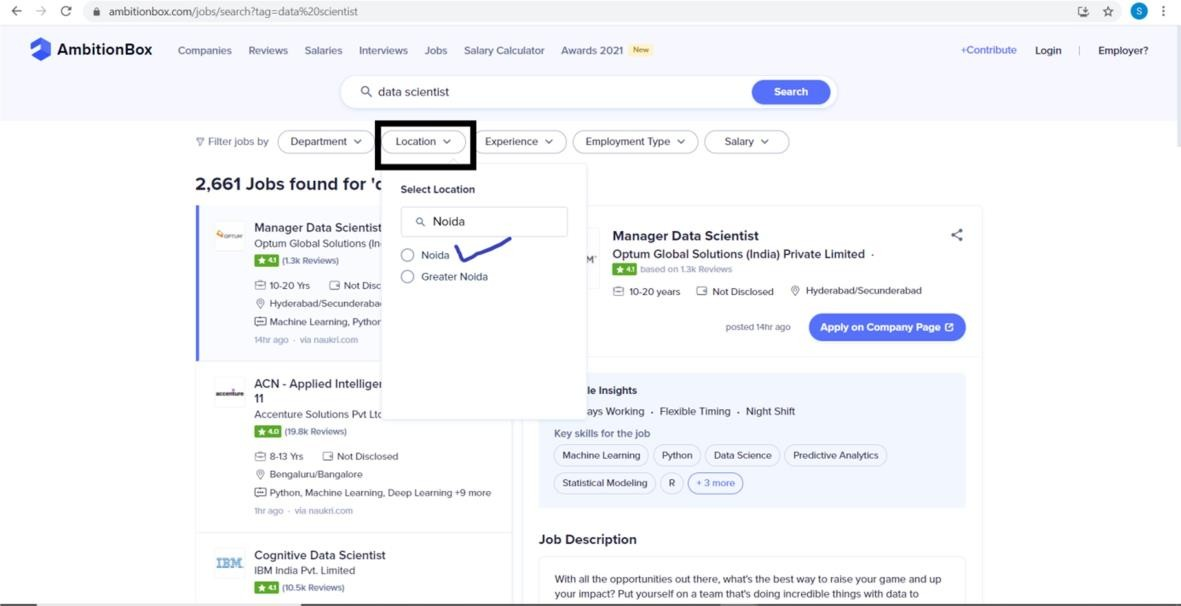 ambitionbox.com/jobs/search?tag=data%20scientist
S
AmbitionBox Companies Reviews Salaries Interviews Jobs Salary Calculator Awards 2021 New +Contribute Login | Employer?
data scientist Search
Filter jobs by Department Location Experience Employment Type Salary
2,661 Jobs found for 'd
Select Location
Noida
Noida
Greater Noida
OPTUM
Manager Data Scientist
Optum Global Solutions (In
4.1 (1.3k Reviews)
10-20 Yrs Not Disc
Hyderabad/Secunderaba
Machine Learning, Python
14hr ago · via naukri.com
accenture
ACN - Applied Intelliger
11
Accenture Solutions Pvt Ltd
4.0 (19.8k Reviews)
8-13 Yrs Not Disclosed
Bengaluru/Bangalore
Python, Machine Learning, Deep Learning +9 more
1hr ago · via naukri.com
IBM
Cognitive Data Scientist
IBM India Pvt. Limited
4.1 (10.5k Reviews)
Manager Data Scientist
Optum Global Solutions (India) Private Limited ·
4.1 based on 1.3k Reviews
10-20 years Not Disclosed Hyderabad/Secunderabad
posted 14hr ago Apply on Company Page
le Insights
ays Working · Flexible Timing · Night Shift
Key skills for the job
Machine Learning Python Data Science Predictive Analytics
Statistical Modeling R + 3 more
Job Description
With all the opportunities out there, what's the best way to raise your game and up
your impact? Put yourself on a team that's doing incredible things with data to